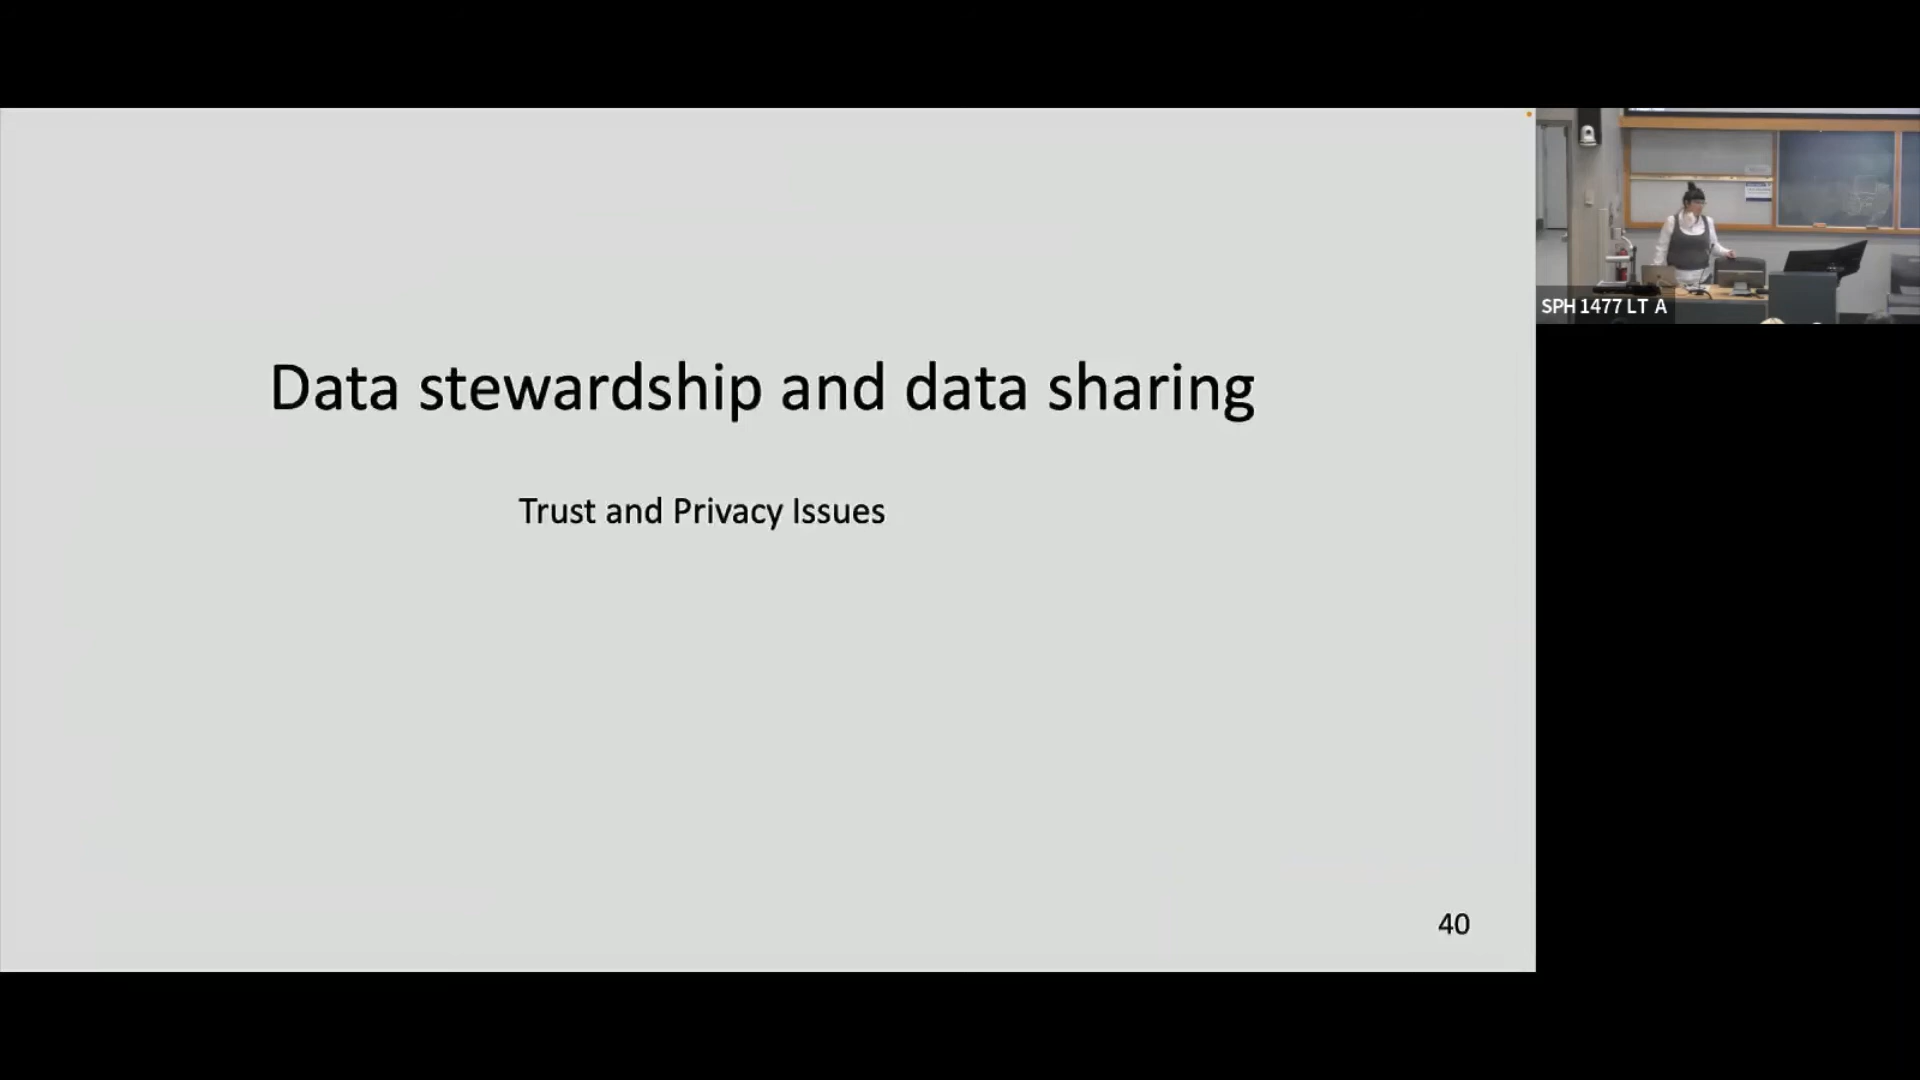 Data stewardship and data sharing
Trust and Privacy Issues
40
SPH 1477 LT A